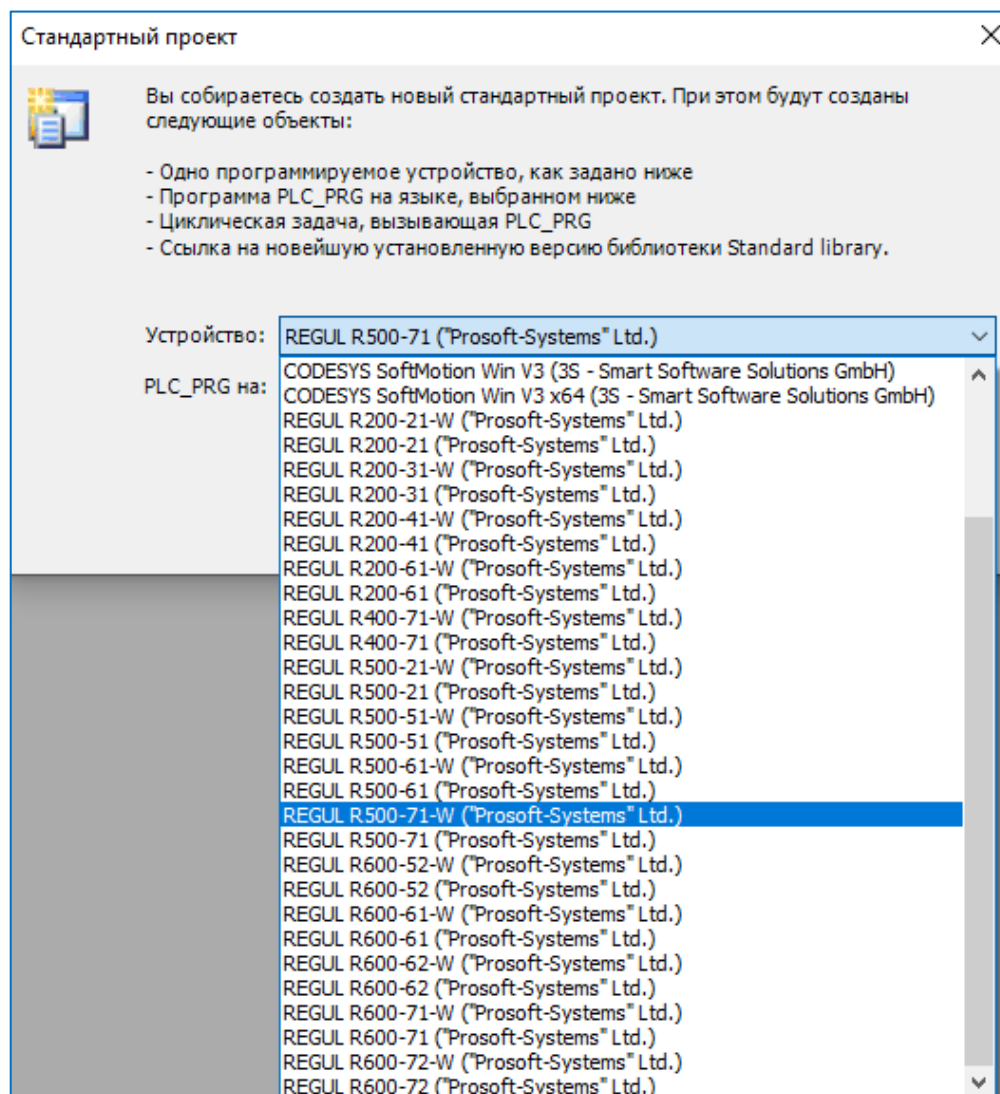 Стандартный проект
Вы собираетесь создать новый стандартный проект. При этом будут созданы
следующие объекты:
- Одно программируемое устройство, как задано ниже
- Программа PLC_PRG на языке, выбранном ниже
- Циклическая задача, вызывающая PLC_PRG
- Ссылка на новейшую установленную версию библиотеки Standard library.
Устройство: REGUL R500-71 ("Prosoft-Systems" Ltd.)
PLC_PRG на:
CODESYS SoftMotion Win V3 (3S - Smart Software Solutions GmbH)
CODESYS SoftMotion Win V3 x64 (3S - Smart Software Solutions GmbH)
REGUL R200-21-W ("Prosoft-Systems" Ltd.)
REGUL R200-21 ("Prosoft-Systems" Ltd.)
REGUL R200-31-W ("Prosoft-Systems" Ltd.)
REGUL R200-31 ("Prosoft-Systems" Ltd.)
REGUL R200-41-W ("Prosoft-Systems" Ltd.)
REGUL R200-41 ("Prosoft-Systems" Ltd.)
REGUL R200-61-W ("Prosoft-Systems" Ltd.)
REGUL R200-61 ("Prosoft-Systems" Ltd.)
REGUL R400-71-W ("Prosoft-Systems" Ltd.)
REGUL R400-71 ("Prosoft-Systems" Ltd.)
REGUL R500-21-W ("Prosoft-Systems" Ltd.)
REGUL R500-21 ("Prosoft-Systems" Ltd.)
REGUL R500-51-W ("Prosoft-Systems" Ltd.)
REGUL R500-51 ("Prosoft-Systems" Ltd.)
REGUL R500-61-W ("Prosoft-Systems" Ltd.)
REGUL R500-61 ("Prosoft-Systems" Ltd.)
REGUL R500-71-W ("Prosoft-Systems" Ltd.)
REGUL R500-71 ("Prosoft-Systems" Ltd.)
REGUL R600-52-W ("Prosoft-Systems" Ltd.)
REGUL R600-52 ("Prosoft-Systems" Ltd.)
REGUL R600-61-W ("Prosoft-Systems" Ltd.)
REGUL R600-61 ("Prosoft-Systems" Ltd.)
REGUL R600-62-W ("Prosoft-Systems" Ltd.)
REGUL R600-62 ("Prosoft-Systems" Ltd.)
REGUL R600-71-W ("Prosoft-Systems" Ltd.)
REGUL R600-71 ("Prosoft-Systems" Ltd.)
REGUL R600-72-W ("Prosoft-Systems" Ltd.)
REGUL R600-72 ("Prosoft-Systems" Ltd.)